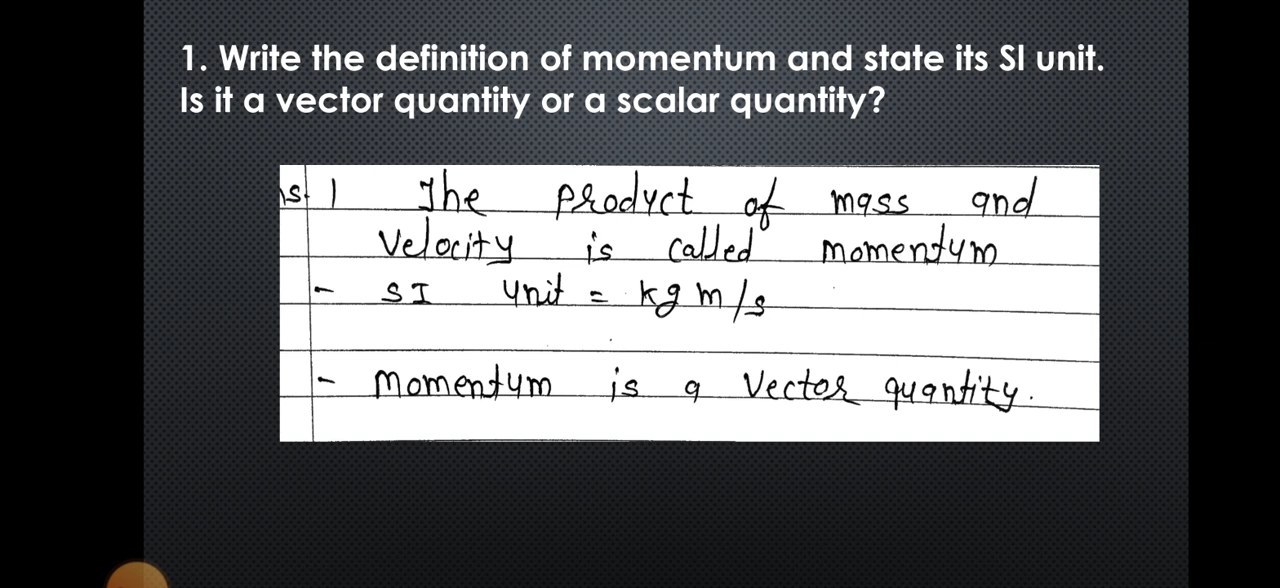 1. Write the definition of momentum and state its SI unit.
Is it a vector quantity or a scalar quantity?
s. 1 The product of mass and
velocity is called momentum
- SI unit = kg m/s
- momentum is a vector quantity.